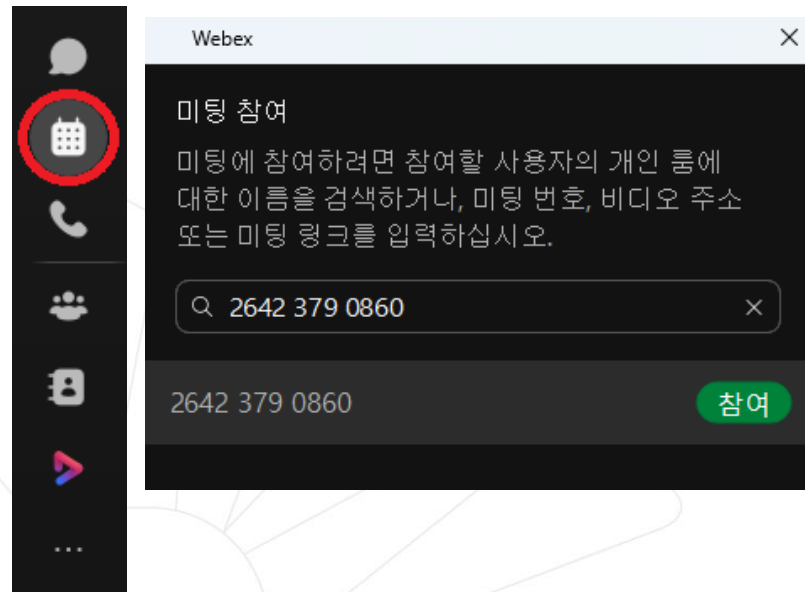 Webex
미팅 참여
미팅에 참여하려면 참여할 사용자의 개인 룸에
대한 이름을 검색하거나, 미팅 번호, 비디오 주소
또는 미팅 링크를 입력하십시오.
2642 379 0860
2642 379 0860
참여